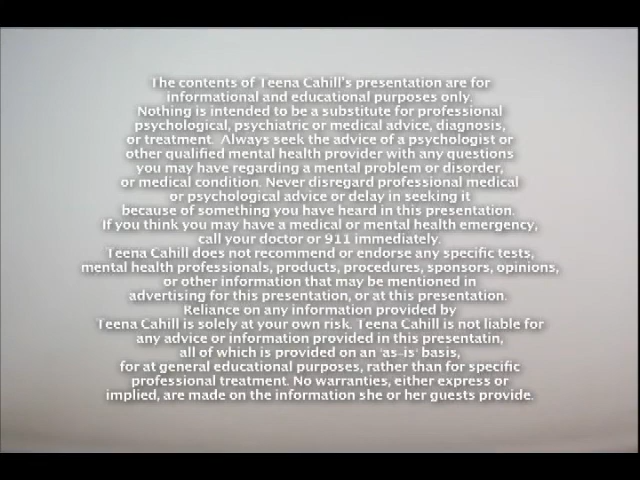 The contents of Teena Cahill's presentation are for
informational and educational purposes only.
Nothing is intended to be a substitute for professional
psychological, psychiatric or medical advice, diagnosis,
or treatment. Always seek the advice of a psychologist or
other qualified mental health provider with any questions
you may have regarding a mental problem or disorder,
or medical condition. Never disregard professional medical
or psychological advice or delay in seeking it
because of something you have heard in this presentation.
If you think you may have a medical or mental health emergency,
call your doctor or 911 immediately.
Teena Cahill does not recommend or endorse any specific tests,
mental health professionals, products, procedures, sponsors, opinions,
or other information that may be mentioned in
advertising for this presentation, or at this presentation.
Reliance on any information provided by
Teena Cahill is solely at your own risk. Teena Cahill is not liable for
any advice or information provided in this presentatin,
all of which is provided on an 'as-is' basis,
for at general educational purposes, rather than for specific
professional treatment. No warranties, either express or
implied, are made on the information she or her guests provide.